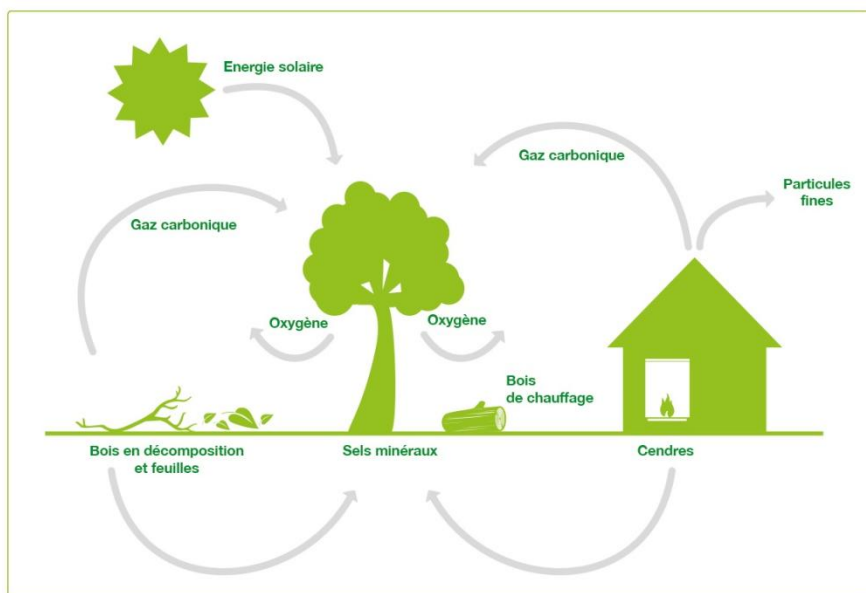 Energie solaire
Gaz carbonique
Particules
fines
Gaz carbonique
Oxygène
Oxygène
Bois
de chauffage
Bois en décomposition
et feuilles
Sels minéraux
Cendres